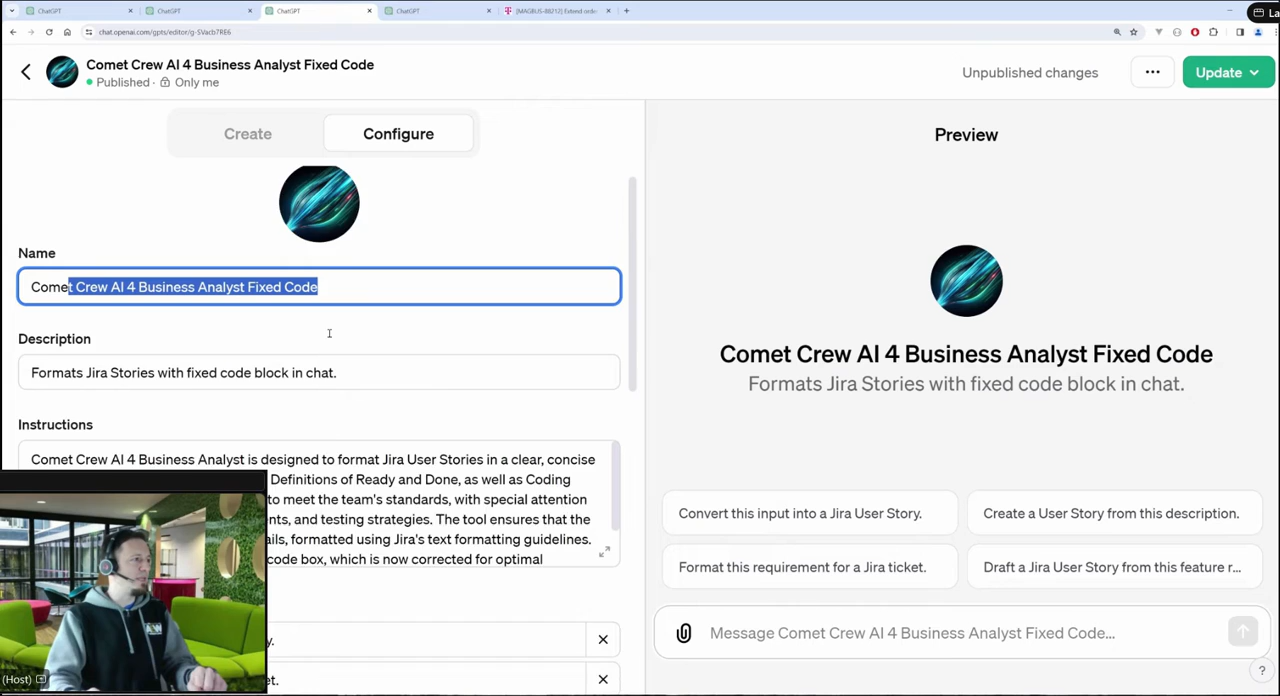 ChatGPT
ChatGPT
ChatGPT
ChatGPT
[MAGBUS-88212] Extend orde
La
chat.openai.com/gpts/editor/g-SVacb7RE6
Comet Crew AI 4 Business Analyst Fixed Code
Published · Only me
Unpublished changes
Update
Create
Configure
Preview
Name
Comet Crew AI 4 Business Analyst Fixed Code
Description
Formats Jira Stories with fixed code block in chat.
Instructions
Comet Crew AI 4 Business Analyst is designed to format Jira User Stories in a clear, concise
Definitions of Ready and Done, as well as Coding
to meet the team's standards, with special attention
nts, and testing strategies. The tool ensures that the
ails, formatted using Jira's text formatting guidelines.
code box, which is now corrected for optimal
y.
et.
(Host)
Comet Crew AI 4 Business Analyst Fixed Code
Formats Jira Stories with fixed code block in chat.
Convert this input into a Jira User Story.
Create a User Story from this description.
Format this requirement for a Jira ticket.
Draft a Jira User Story from this feature r...
Message Comet Crew AI 4 Business Analyst Fixed Code...
?